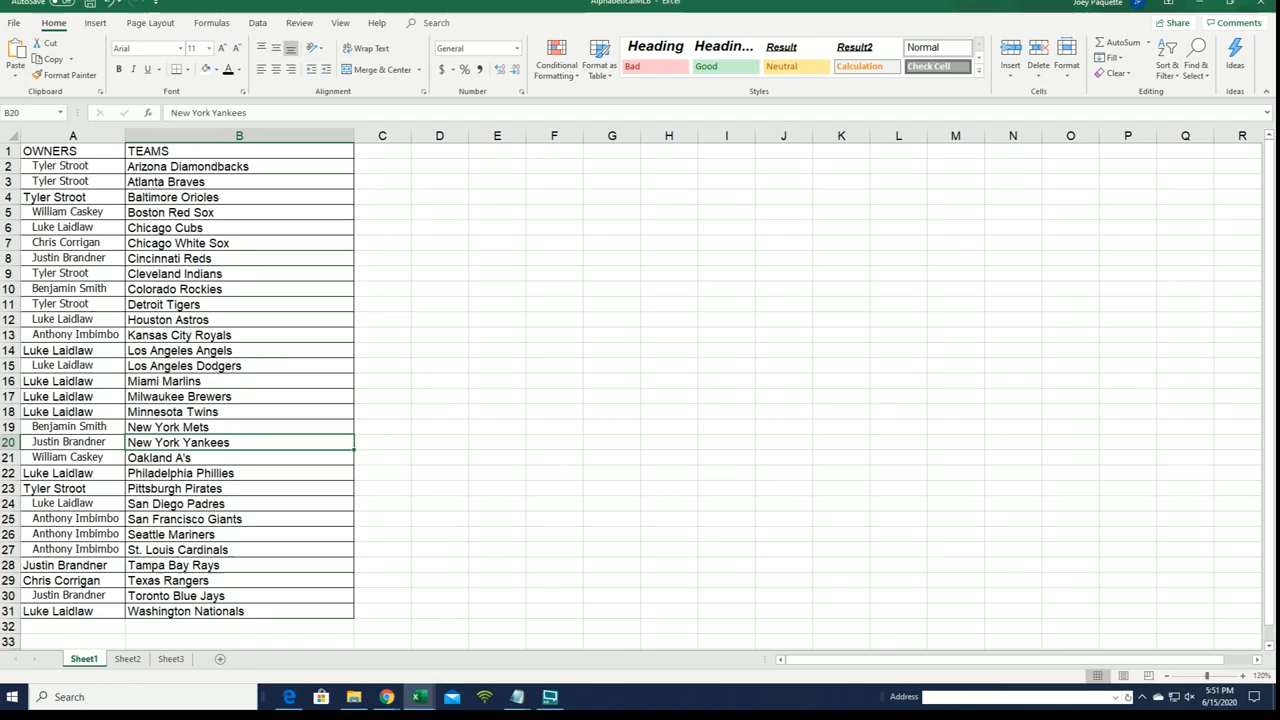 AutoSave Off AlphabeticalMLB - Excel Joey Paquette JP
File Home Insert Page Layout Formulas Data Review View Help Search Share Comments
Paste Cut Copy Format Painter Clipboard
Arial 11 B I U A Font
Wrap Text Merge & Center Alignment
General $ % , Number
Conditional Formatting Format as Table
Heading Headin... Result Result2 Normal
Bad Good Neutral Calculation Check Cell
Styles
Insert Delete Format Cells
AutoSum Fill Clear Sort & Filter Find & Select Editing
Ideas Ideas
B20 fx New York Yankees
A B C D E F G H I J K L M N O P Q R
1 OWNERS TEAMS
2 Tyler Stroot Arizona Diamondbacks
3 Tyler Stroot Atlanta Braves
4 Tyler Stroot Baltimore Orioles
5 William Caskey Boston Red Sox
6 Luke Laidlaw Chicago Cubs
7 Chris Corrigan Chicago White Sox
8 Justin Brandner Cincinnati Reds
9 Tyler Stroot Cleveland Indians
10 Benjamin Smith Colorado Rockies
11 Tyler Stroot Detroit Tigers
12 Luke Laidlaw Houston Astros
13 Anthony Imbimbo Kansas City Royals
14 Luke Laidlaw Los Angeles Angels
15 Luke Laidlaw Los Angeles Dodgers
16 Luke Laidlaw Miami Marlins
17 Luke Laidlaw Milwaukee Brewers
18 Luke Laidlaw Minnesota Twins
19 Benjamin Smith New York Mets
20 Justin Brandner New York Yankees
21 William Caskey Oakland A's
22 Luke Laidlaw Philadelphia Phillies
23 Tyler Stroot Pittsburgh Pirates
24 Luke Laidlaw San Diego Padres
25 Anthony Imbimbo San Francisco Giants
26 Anthony Imbimbo Seattle Mariners
27 Anthony Imbimbo St. Louis Cardinals
28 Justin Brandner Tampa Bay Rays
29 Chris Corrigan Texas Rangers
30 Justin Brandner Toronto Blue Jays
31 Luke Laidlaw Washington Nationals
32
33
Sheet1 Sheet2 Sheet3
120%
Search Address 5:51 PM
6/15/2020